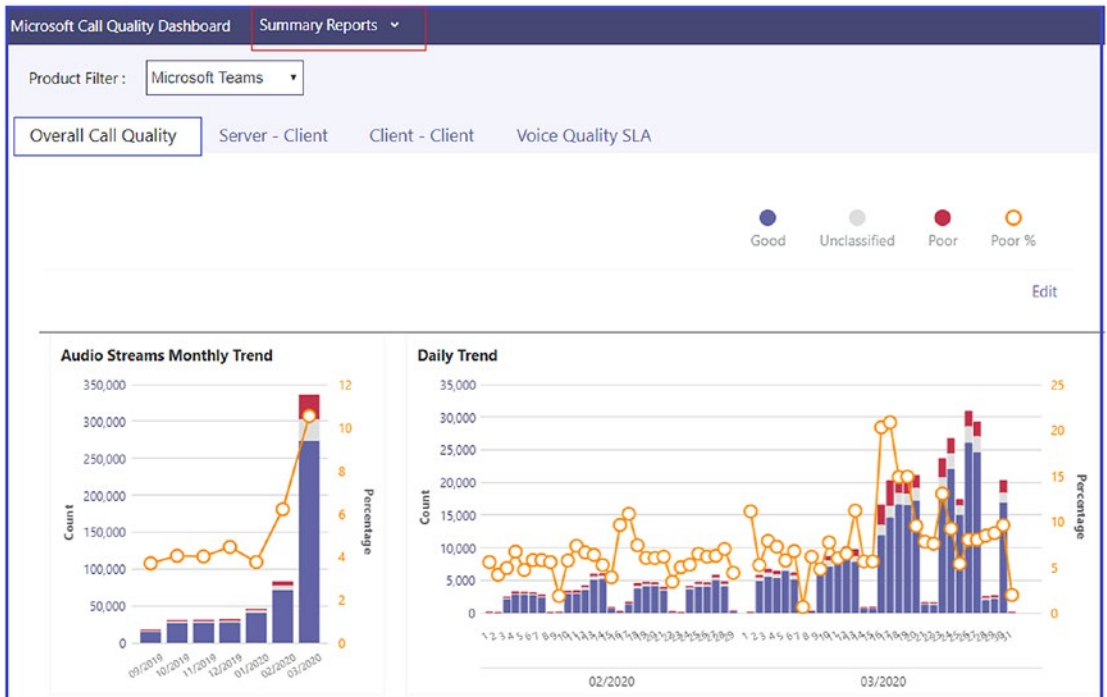 Microsoft Call Quality Dashboard Summary Reports
Product Filter : Microsoft Teams
Overall Call Quality Server - Client Client - Client Voice Quality SLA
Good Unclassified Poor Poor %
Edit
Audio Streams Monthly Trend
350,000
300,000
250,000
200,000
150,000
100,000
50,000
0
Count
12
10
8
6
4
2
0
Percentage
09/2019 10/2019 11/2019 12/2019 01/2020 02/2020 03/2020
Daily Trend
35,000
30,000
25,000
20,000
15,000
10,000
5,000
0
Count
25
20
15
10
5
0
Percentage
02/2020 03/2020